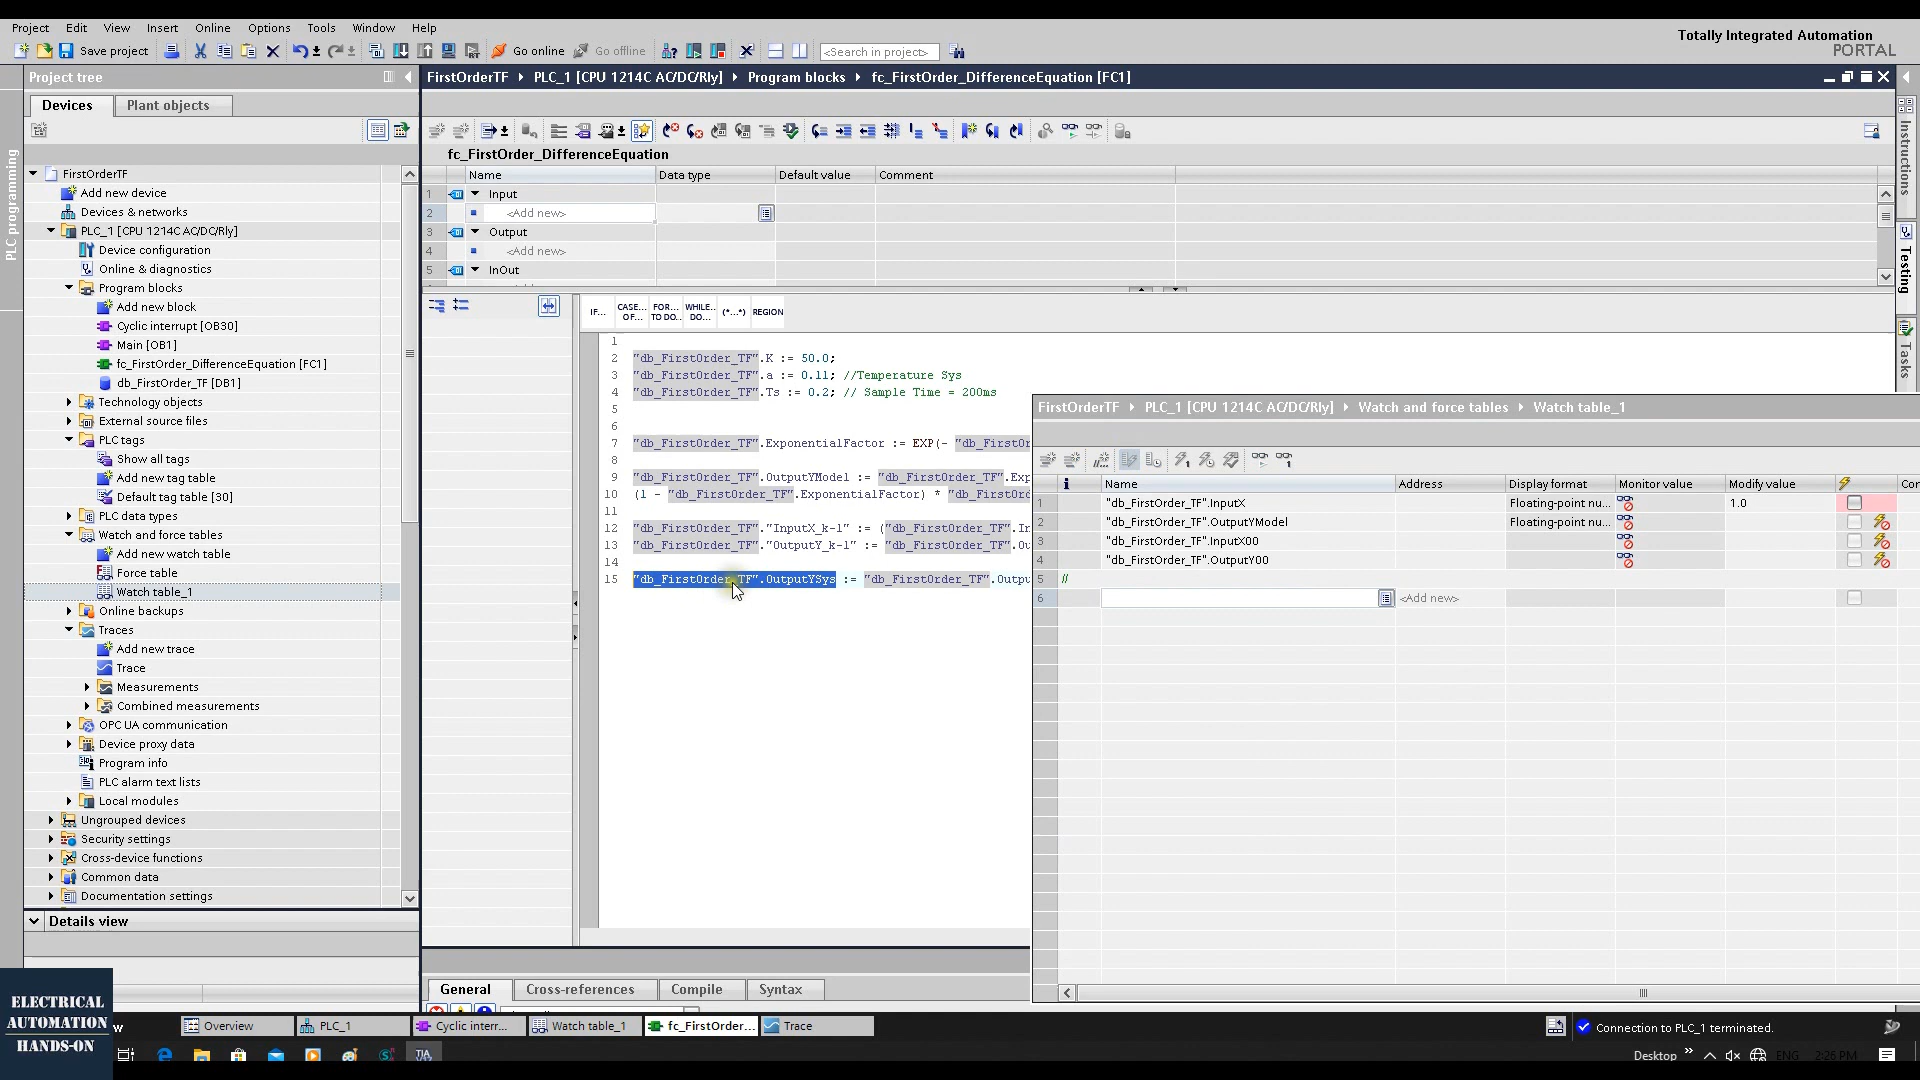 Project Edit View Insert Online Options Tools Window Help
Totally Integrated Automation
PORTAL
Save project Go online Go offline <Search in project>
Project tree
FirstOrderTF PLC_1 [CPU 1214C AC/DC/Rly] Program blocks fc_FirstOrder_DifferenceEquation [FC1]
Devices Plant objects
PLC programming
Instructions
Testing
Tasks
FirstOrderTF
Add new device
Devices & networks
PLC_1 [CPU 1214C AC/DC/Rly]
Device configuration
Online & diagnostics
Program blocks
Add new block
Cyclic interrupt [OB30]
Main [OB1]
fc_FirstOrder_DifferenceEquation [FC1]
db_FirstOrder_TF [DB1]
Technology objects
External source files
PLC tags
Show all tags
Add new tag table
Default tag table [30]
PLC data types
Watch and force tables
Add new watch table
Force table
Watch table_1
Online backups
Traces
Add new trace
Trace
Measurements
Combined measurements
OPC UA communication
Device proxy data
Program info
PLC alarm text lists
Local modules
Ungrouped devices
Security settings
Cross-device functions
Common data
Documentation settings
Details view
fc_FirstOrder_DifferenceEquation
Name Data type Default value Comment
1 Input
2 <Add new>
3 Output
4 <Add new>
5 InOut
IF... CASE... OF... FOR... TO DO... WHILE.. DO... (*...*) REGION
1
2 "db_FirstOrder_TF".K := 50.0;
3 "db_FirstOrder_TF".a := 0.11; //Temperature Sys
4 "db_FirstOrder_TF".Ts := 0.2; // Sample Time = 200ms
5
6
7 "db_FirstOrder_TF".ExponentialFactor := EXP(- "db_FirstOr
8
9 "db_FirstOrder_TF".OutputYModel := "db_FirstOrder_TF".Exp
10 (1 - "db_FirstOrder_TF".ExponentialFactor) * "db_FirstOrd
11
12 "db_FirstOrder_TF"."InputX_k-1" := ("db_FirstOrder_TF".In
13 "db_FirstOrder_TF"."OutputY_k-1" := "db_FirstOrder_TF".Ou
14
15 "db_FirstOrder_TF".OutputYSys := "db_FirstOrder_TF".Outpu
FirstOrderTF PLC_1 [CPU 1214C AC/DC/Rly] Watch and force tables Watch table_1
i Name Address Display format Monitor value Modify value Cor
1 "db_FirstOrder_TF".InputX Floating-point nu... 1.0
2 "db_FirstOrder_TF".OutputYModel Floating-point nu...
3 "db_FirstOrder_TF".InputX00
4 "db_FirstOrder_TF".OutputY00
5 //
6 <Add new>
General Cross-references Compile Syntax
ELECTRICAL
AUTOMATION
HANDS-ON
Overview PLC_1 Cyclic interr... Watch table_1 fc_FirstOrder... Trace Connection to PLC_1 terminated.
Desktop ENG 2:26 PM